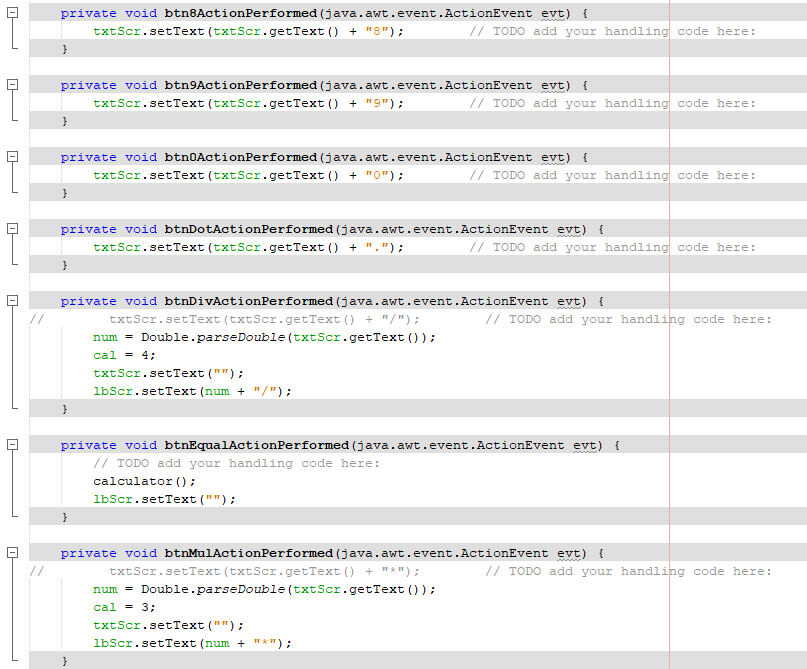 private void btn8ActionPerformed(java.awt.event.ActionEvent evt) {
        txtScr.setText(txtScr.getText() + "8");        // TODO add your handling code here:
    }

    private void btn9ActionPerformed(java.awt.event.ActionEvent evt) {
        txtScr.setText(txtScr.getText() + "9");        // TODO add your handling code here:
    }

    private void btn0ActionPerformed(java.awt.event.ActionEvent evt) {
        txtScr.setText(txtScr.getText() + "0");        // TODO add your handling code here:
    }

    private void btnDotActionPerformed(java.awt.event.ActionEvent evt) {
        txtScr.setText(txtScr.getText() + ".");        // TODO add your handling code here:
    }

    private void btnDivActionPerformed(java.awt.event.ActionEvent evt) {
//        txtScr.setText(txtScr.getText() + "/");        // TODO add your handling code here:
        num = Double.parseDouble(txtScr.getText());
        cal = 4;
        txtScr.setText("");
        lbScr.setText(num + "/");
    }

    private void btnEqualActionPerformed(java.awt.event.ActionEvent evt) {
        // TODO add your handling code here:
        calculator();
        lbScr.setText("");
    }

    private void btnMulActionPerformed(java.awt.event.ActionEvent evt) {
//        txtScr.setText(txtScr.getText() + "*");        // TODO add your handling code here:
        num = Double.parseDouble(txtScr.getText());
        cal = 3;
        txtScr.setText("");
        lbScr.setText(num + "*");
    }